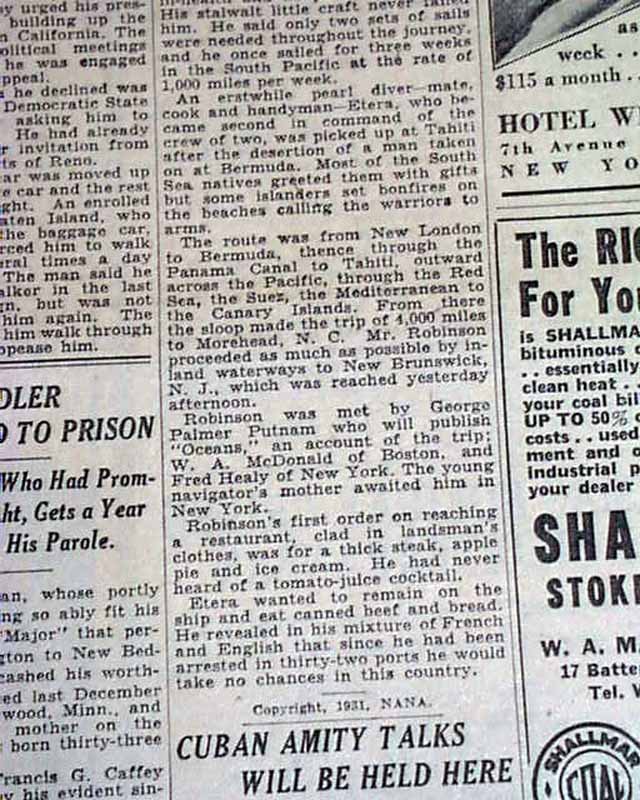 y urged his pres-
building up the
n California. The
olitical meetings
he was engaged
ppeal.
he declined was
Democratic State
asking him to
He had already
r invitation from
ts of Reno.
ar was moved up
e car and the rest
ght. An enrolled
aten Island, who
the baggage car,
rced him to walk
ral times a day
The man said he
alker in the last
gn, but was not
him again. The
him walk through
ppease him.
DLER
TO PRISON
Who Had Prom-
ht, Gets a Year
His Parole.
an, whose portly
ng so ably fit his
"Major" that per-
gton to New Bed-
cashed his worth-
ed last December
wood, Minn., and
mother on the
born thirty-three
rancis G. Caffey
y his evident sin-
His stalwalt little craft never failed
him. He said only two sets of sails
were needed throughout the journey,
and he once sailed for three weeks
in the South Pacific at the rate of
1,000 miles per week.
An erstwhile pearl diver—mate,
cook and handyman—Etera, who be-
came second in command of the
crew of two, was picked up at Tahiti
after the desertion of a man taken
on at Bermuda. Most of the South
Sea natives greeted them with gifts
but some islanders set bonfires on
the beaches calling the warriors to
arms.
The route was from New London
to Bermuda, thence through the
Panama Canal to Tahiti, outward
across the Pacific, through the Red
Sea, the Suez, the Mediterranean to
the Canary Islands. From there
the sloop made the trip of 4,000 miles
to Morehead, N. C. Mr. Robinson
proceeded as much as possible by in-
land waterways to New Brunswick,
N. J., which was reached yesterday
afternoon.
Robinson was met by George
Palmer Putnam who will publish
"Oceans," an account of the trip;
W. A. McDonald of Boston, and
Fred Healy of New York. The young
navigator's mother awaited him in
New York.
Robinson's first order on reaching
a restaurant, clad in landsman's
clothes, was for a thick steak, apple
pie and ice cream. He had never
heard of a tomato-juice cocktail.
Etera wanted to remain on the
ship and eat canned beef and bread.
He revealed in his mixture of French
and English that since he had been
arrested in thirty-two ports he would
take no chances in this country.
Copyright, 1931, NANA.
CUBAN AMITY TALKS
WILL BE HELD HERE
as
week . .
$115 a month . .
HOTEL W
7th Avenue
NEW YO
The RI
For Yo
is SHALLMA
bituminous
. . essentially
clean heat . .
your coal bil
UP TO 50%
costs . . used
ment and o
industrial p
your dealer
SHA
STOK
W. A. M
17 Batte
Tel. W
SHALLMAR
COAL